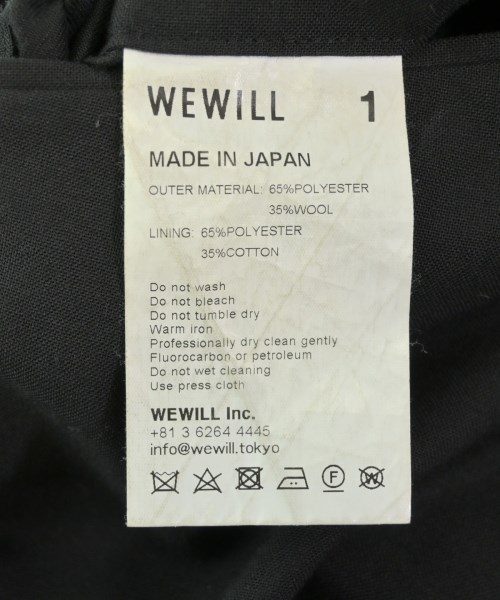 WEWILL 1
MADE IN JAPAN
OUTER MATERIAL: 65%POLYESTER
35%WOOL
LINING: 65%POLYESTER
35%COTTON
Do not wash
Do not bleach
Do not tumble dry
Warm iron
Professionally dry clean gently
Fluorocarbon or petroleum
Do not wet cleaning
Use press cloth
WEWILL Inc.
+81 3 6264 4445
info@wewill.tokyo
F W